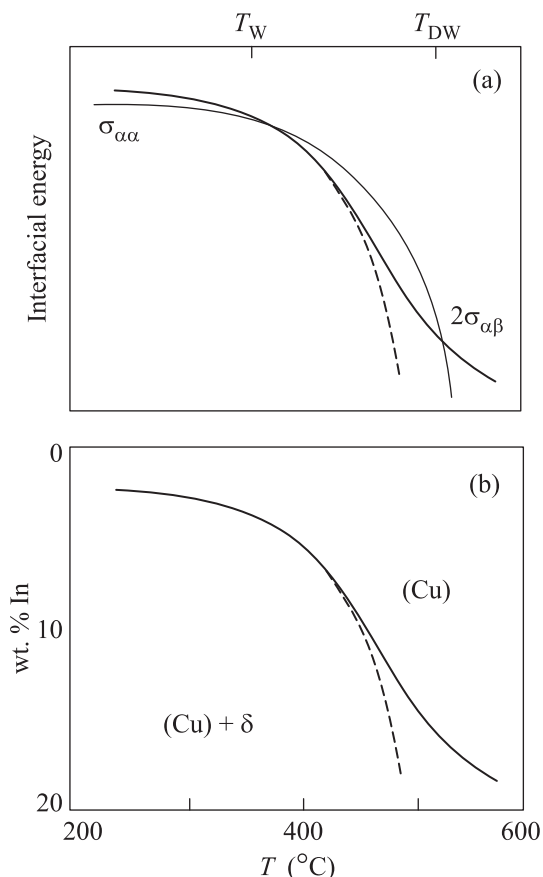 T_W T_DW
(a)
σ_αα
Interfacial energy
2σ_αβ
0
(b)
(Cu)
wt. % In
10
(Cu) + δ
20
200 400 600
T (°C)